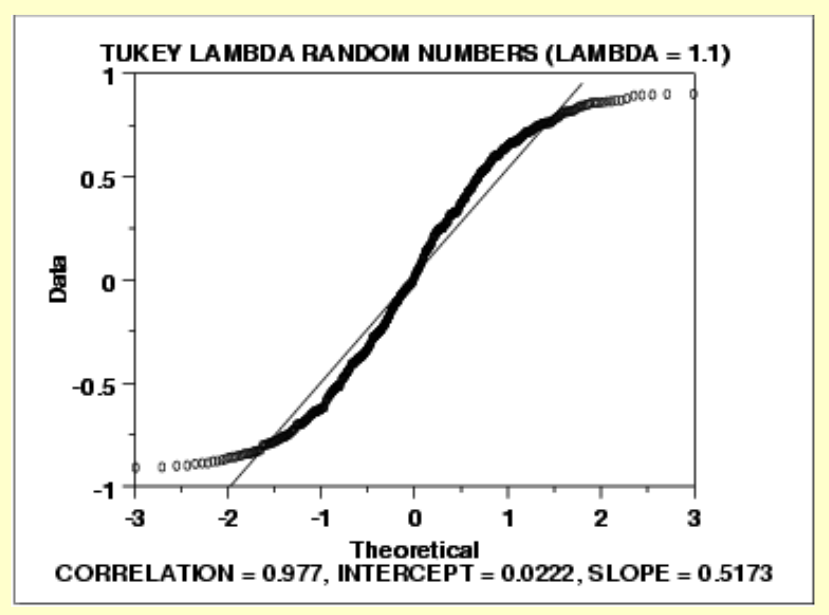 TUKEY LAMBDA RANDOM NUMBERS (LAMBDA = 1.1)
1
0.5
0
-0.5
-1
Data
-3 -2 -1 0 1 2 3
Theoretical
CORRELATION = 0.977, INTERCEPT = 0.0222, SLOPE = 0.5173